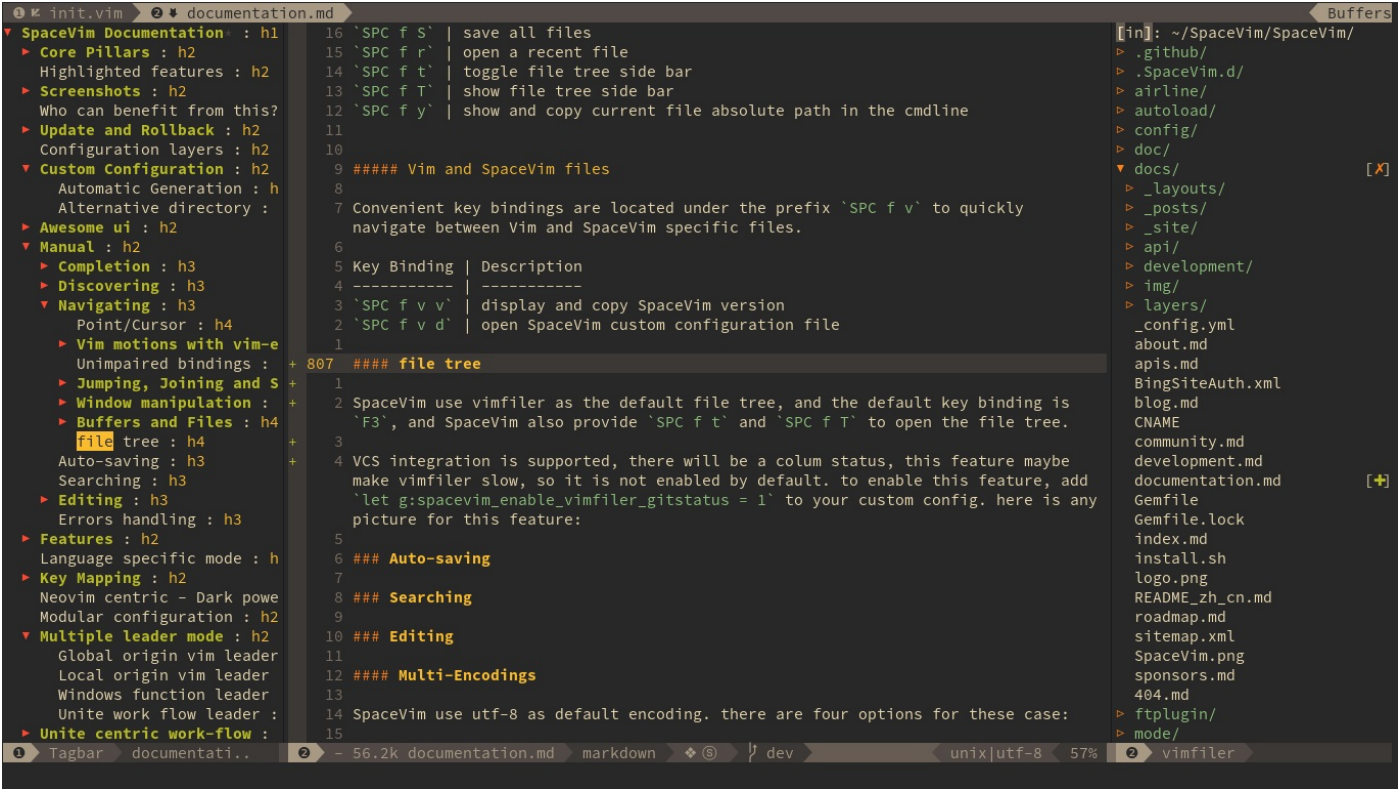 ❶ init.vim ❷ documentation.md Buffers
▼ SpaceVim Documentation : h1
▶ Core Pillars : h2
Highlighted features : h2
▶ Screenshots : h2
Who can benefit from this?
▶ Update and Rollback : h2
Configuration layers : h2
▼ Custom Configuration : h2
Automatic Generation : h
Alternative directory :
▶ Awesome ui : h2
▼ Manual : h2
▶ Completion : h3
▶ Discovering : h3
▼ Navigating : h3
Point/Cursor : h4
▶ Vim motions with vim-e
Unimpaired bindings :
▶ Jumping, Joining and S
▶ Window manipulation :
▶ Buffers and Files : h4
file tree : h4
Auto-saving : h3
Searching : h3
▶ Editing : h3
Errors handling : h3
▶ Features : h2
Language specific mode : h
▶ Key Mapping : h2
Neovim centric - Dark powe
Modular configuration : h2
▼ Multiple leader mode : h2
Global origin vim leader
Local origin vim leader
Windows function leader
Unite work flow leader :
▶ Unite centric work-flow :
16 `SPC f S` | save all files
15 `SPC f r` | open a recent file
14 `SPC f t` | toggle file tree side bar
13 `SPC f T` | show file tree side bar
12 `SPC f y` | show and copy current file absolute path in the cmdline
11
10
9 ##### Vim and SpaceVim files
8
7 Convenient key bindings are located under the prefix `SPC f v` to quickly
navigate between Vim and SpaceVim specific files.
6
5 Key Binding | Description
4 ----------- | -----------
3 `SPC f v v` | display and copy SpaceVim version
2 `SPC f v d` | open SpaceVim custom configuration file
1
+ 807 #### file tree
+ 1
+ 2 SpaceVim use vimfiler as the default file tree, and the default key binding is
`F3`, and SpaceVim also provide `SPC f t` and `SPC f T` to open the file tree.
+ 3
+ 4 VCS integration is supported, there will be a colum status, this feature maybe
make vimfiler slow, so it is not enabled by default. to enable this feature, add
`let g:spacevim_enable_vimfiler_gitstatus = 1` to your custom config. here is any
picture for this feature:
5
6 ### Auto-saving
7
8 ### Searching
9
10 ### Editing
11
12 #### Multi-Encodings
13
14 SpaceVim use utf-8 as default encoding. there are four options for these case:
15
[in]: ~/SpaceVim/SpaceVim/
▷ .github/
▷ .SpaceVim.d/
▷ airline/
▷ autoload/
▷ config/
▷ doc/
▼ docs/ [✗]
▷ _layouts/
▷ _posts/
▷ _site/
▷ api/
▷ development/
▷ img/
▷ layers/
_config.yml
about.md
apis.md
BingSiteAuth.xml
blog.md
CNAME
community.md
development.md
documentation.md [✚]
Gemfile
Gemfile.lock
index.md
install.sh
logo.png
README_zh_cn.md
roadmap.md
sitemap.xml
SpaceVim.png
sponsors.md
404.md
▷ ftplugin/
▷ mode/
❶ Tagbar documentati.. ❷ - 56.2k documentation.md markdown ❖ Ⓢ dev unix|utf-8 57% ❷ vimfiler